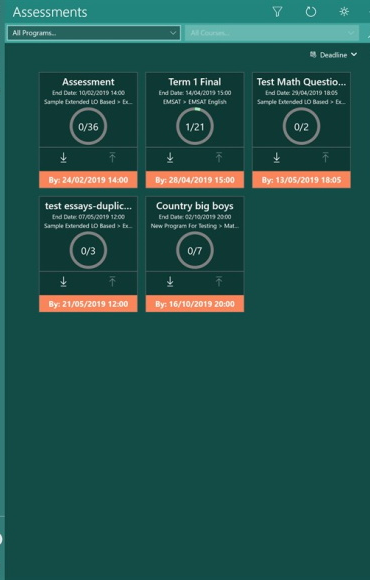 Assessments
All Programs...
All Courses...
Deadline
Assessment
End Date: 10/02/2019 14:00
Sample Extended LO Based > Ex...
0/36
By: 24/02/2019 14:00
Term 1 Final
End Date: 14/04/2019 15:00
EMSAT > EMSAT English
1/21
By: 28/04/2019 15:00
Test Math Questio...
End Date: 29/04/2019 18:05
Sample Extended LO Based > Ex...
0/2
By: 13/05/2019 18:05
test essays-duplic...
End Date: 07/05/2019 12:00
Sample Extended LO Based > Ex...
0/3
By: 21/05/2019 12:00
Country big boys
End Date: 02/10/2019 20:00
New Program For Testing > Mat...
0/7
By: 16/10/2019 20:00